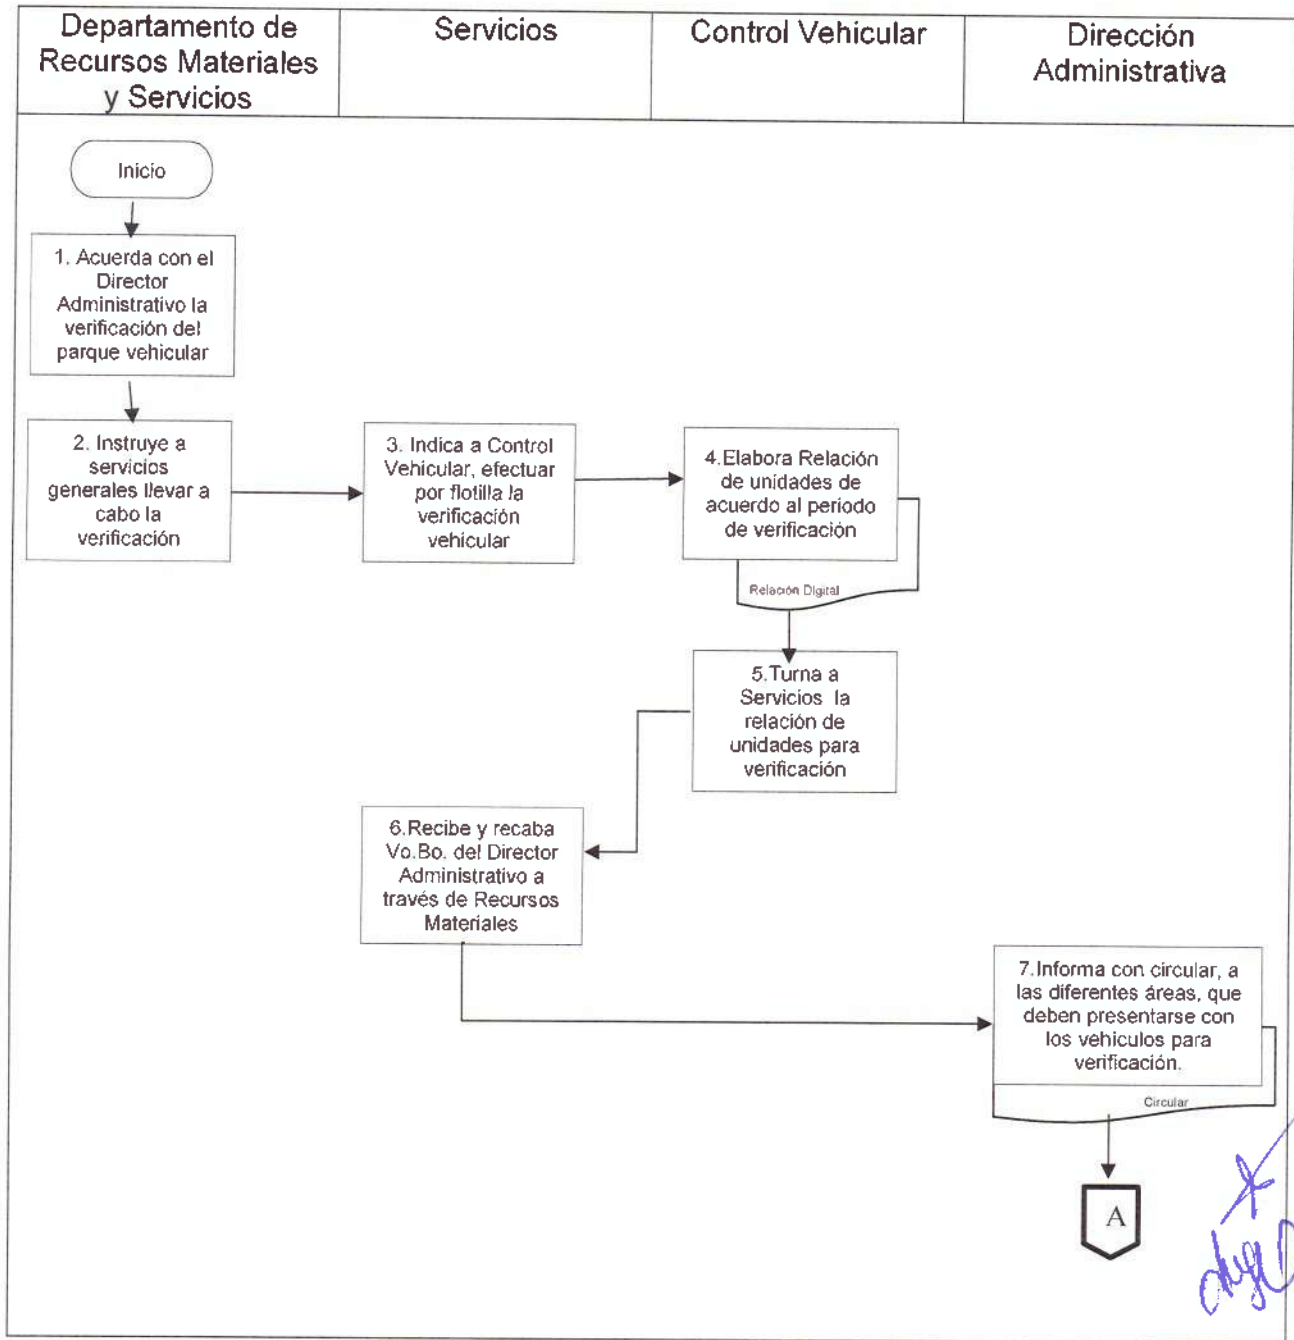 Departamento de
Recursos Materiales
y Servicios
Servicios
Control Vehicular
Dirección
Administrativa
Inicio
1. Acuerda con el
Director
Administrativo la
verificación del
parque vehicular
2. Instruye a
servicios
generales llevar a
cabo la
verificación
3. Indica a Control
Vehicular, efectuar
por flotilla la
verificación
vehicular
4.Elabora Relación
de unidades de
acuerdo al periodo
de verificación
Relación Digital
5.Turna a
Servicios la
relación de
unidades para
verificación
6.Recibe y recaba
Vo.Bo. del Director
Administrativo a
través de Recursos
Materiales
7.Informa con circular, a
las diferentes áreas, que
deben presentarse con
los vehículos para
verificación.
Circular
A